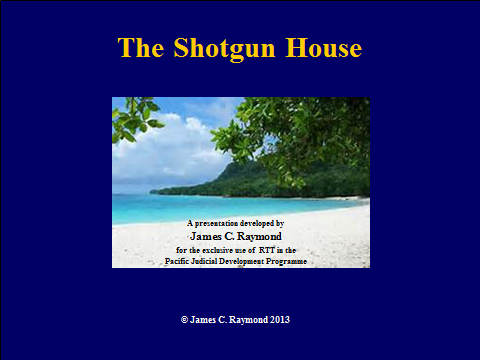 The Shotgun House
A presentation developed by
James C. Raymond
for the exclusive use of RTT in the
Pacific Judicial Development Programme
© James C. Raymond 2013